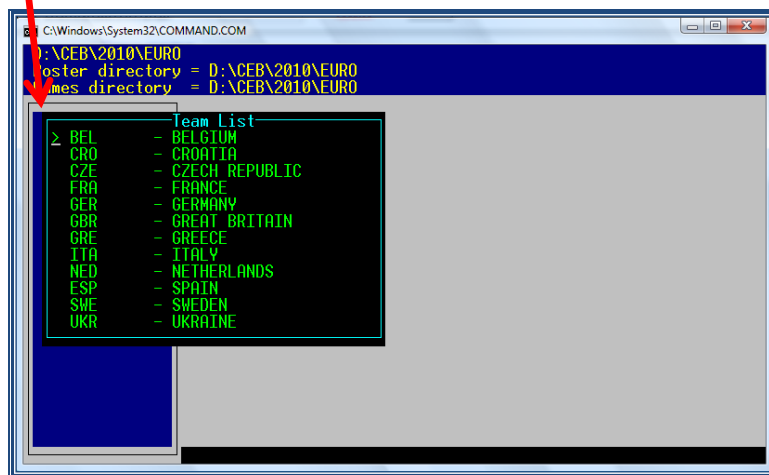 C:\Windows\System32\COMMAND.COM
D:\CEB\2010\EURO
Roster directory = D:\CEB\2010\EURO
Games directory = D:\CEB\2010\EURO
Team List
> BEL - BELGIUM
CRO - CROATIA
CZE - CZECH REPUBLIC
FRA - FRANCE
GER - GERMANY
GBR - GREAT BRITAIN
GRE - GREECE
ITA - ITALY
NED - NETHERLANDS
ESP - SPAIN
SWE - SWEDEN
UKR - UKRAINE